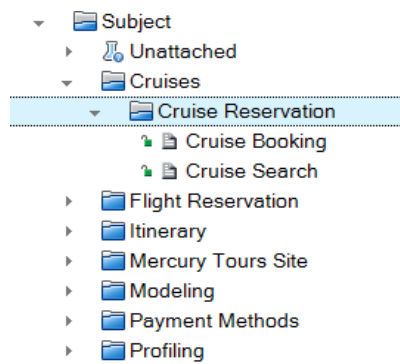 Subject
Unattached
Cruises
Cruise Reservation
Cruise Booking
Cruise Search
Flight Reservation
Itinerary
Mercury Tours Site
Modeling
Payment Methods
Profiling